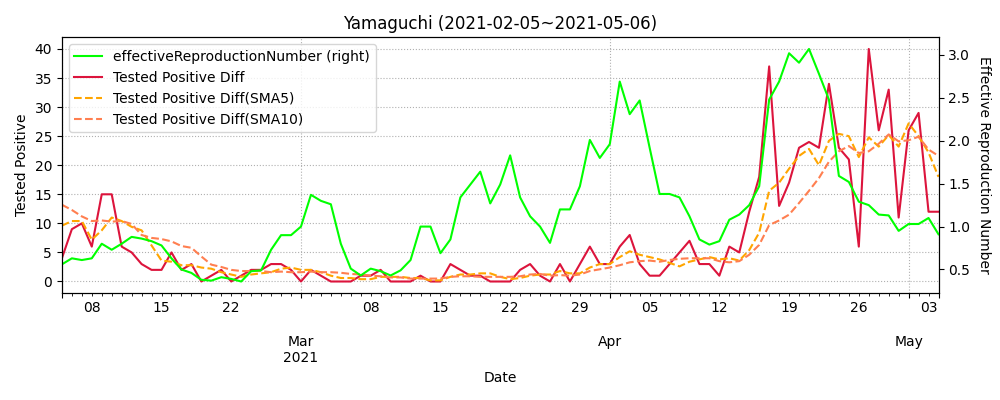 Yamaguchi (2021-02-05~2021-05-06)
effectiveReproductionNumber (right)
Tested Positive Diff
Tested Positive Diff(SMA5)
Tested Positive Diff(SMA10)
Tested Positive
40
35
30
25
20
15
10
5
0
3.0
2.5
2.0
1.5
1.0
0.5
Effective Reproduction Number
08 15 22 08 15 22 29 05 12 19 26 03
Mar Apr May
2021
Date